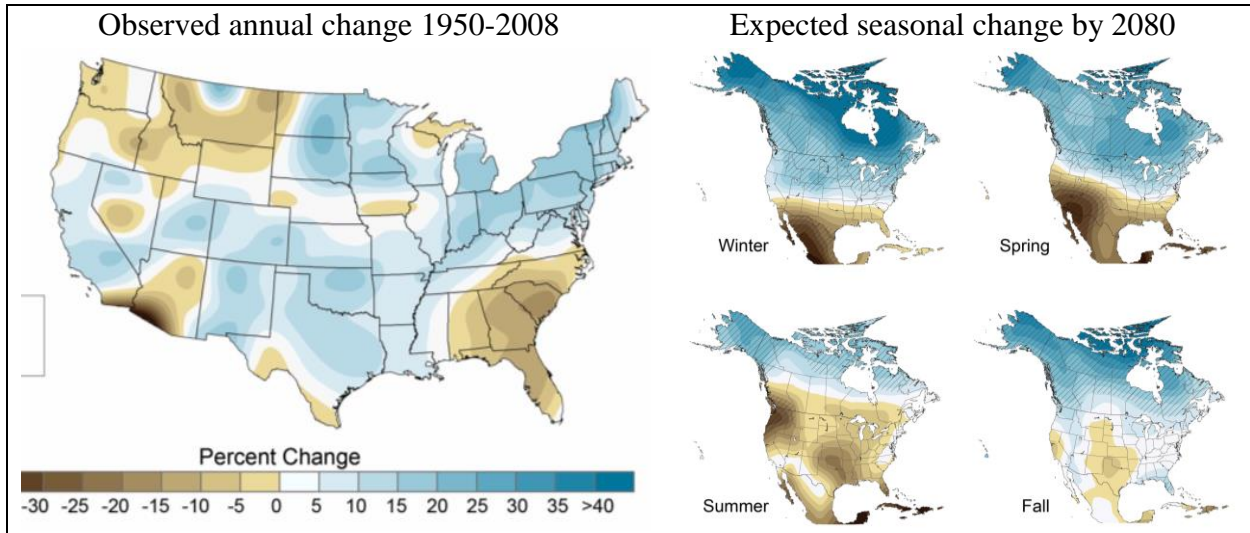 Observed annual change 1950-2008
Expected seasonal change by 2080
Winter
Spring
Percent Change
-30 -25 -20 -15 -10 -5 0 5 10 15 20 25 30 35 >40
Summer
Fall